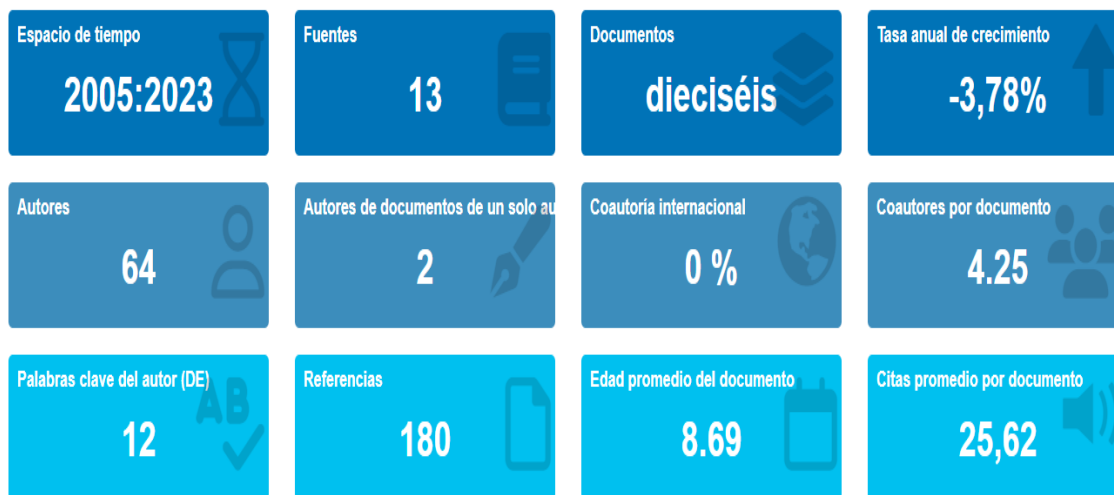 Espacio de tiempo
2005:2023
Fuentes
13
Documentos
dieciséis
Tasa anual de crecimiento
-3,78%
Autores
64
Autores de documentos de un solo au
2
Coautoría internacional
0 %
Coautores por documento
4.25
Palabras clave del autor (DE)
12
AB
Referencias
180
Edad promedio del documento
8.69
Citas promedio por documento
25,62